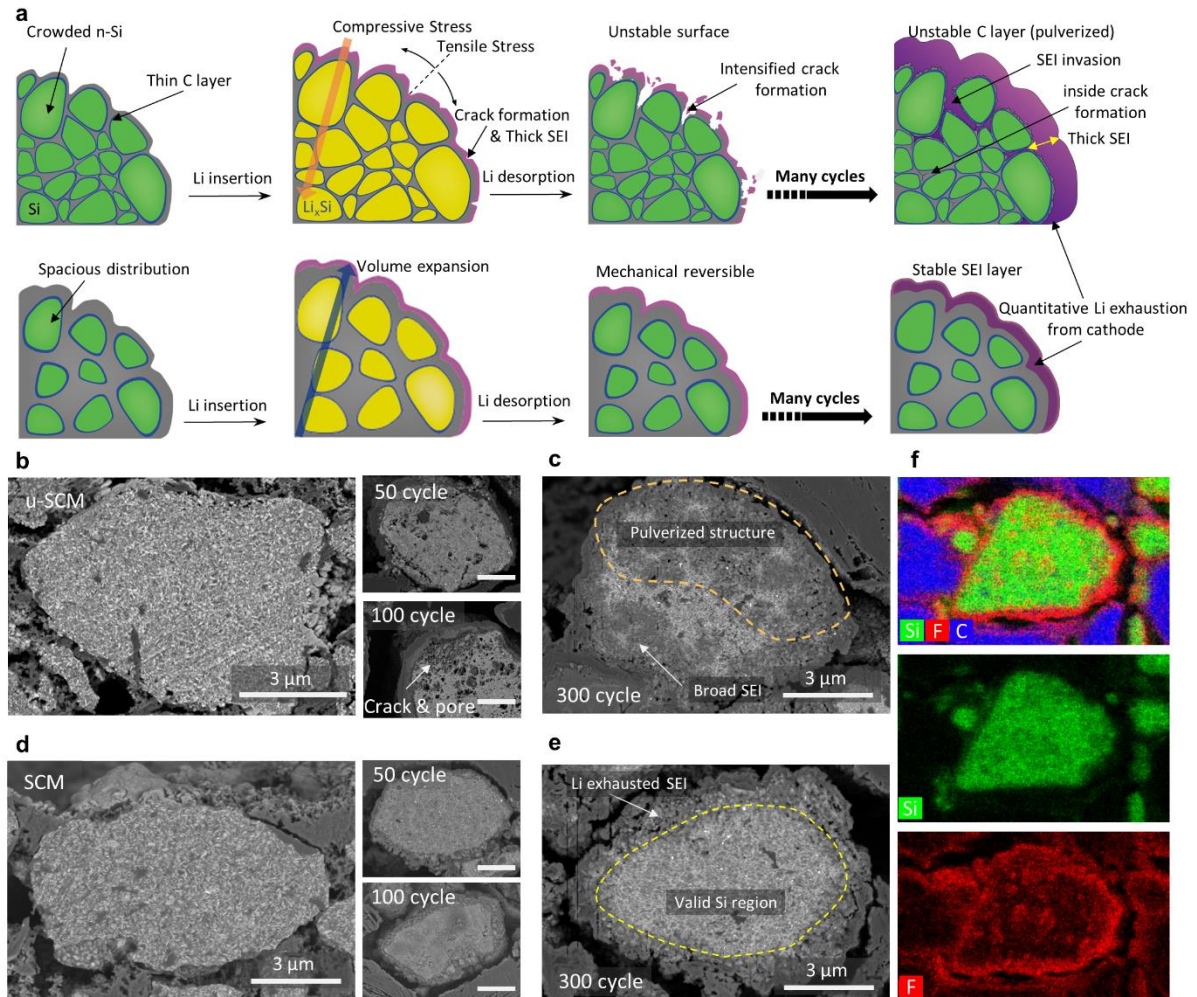 a
Crowded n-Si
Thin C layer
Si
Li insertion
Compressive Stress
Tensile Stress
Crack formation
& Thick SEI
LixSi
Li desorption
Unstable surface
Intensified crack
formation
Many cycles
Unstable C layer (pulverized)
SEI invasion
inside crack
formation
Thick SEI
Spacious distribution
Li insertion
Volume expansion
Li desorption
Mechanical reversible
Many cycles
Stable SEI layer
Quantitative Li exhaustion
from cathode
b
u-SCM
3 μm
50 cycle
100 cycle
Crack & pore
c
Pulverized structure
Broad SEI
300 cycle
3 μm
d
SCM
3 μm
50 cycle
100 cycle
e
Li exhausted SEI
Valid Si region
300 cycle
3 μm
f
Si F C
Si
F